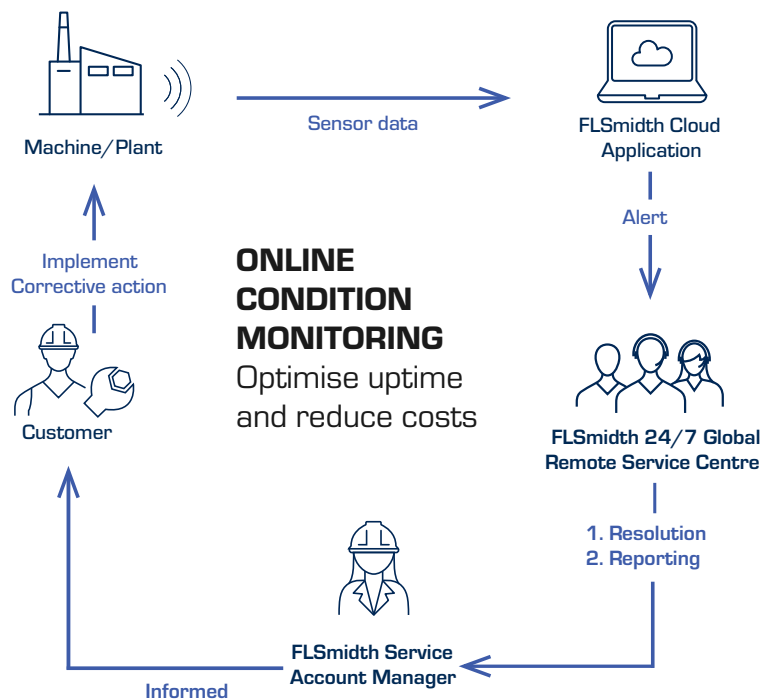 Machine/Plant
Sensor data
FLSmidth Cloud
Application
Alert
Implement
Corrective action
ONLINE
CONDITION
MONITORING
Optimise uptime
and reduce costs
Customer
FLSmidth 24/7 Global
Remote Service Centre
1. Resolution
2. Reporting
FLSmidth Service
Account Manager
Informed